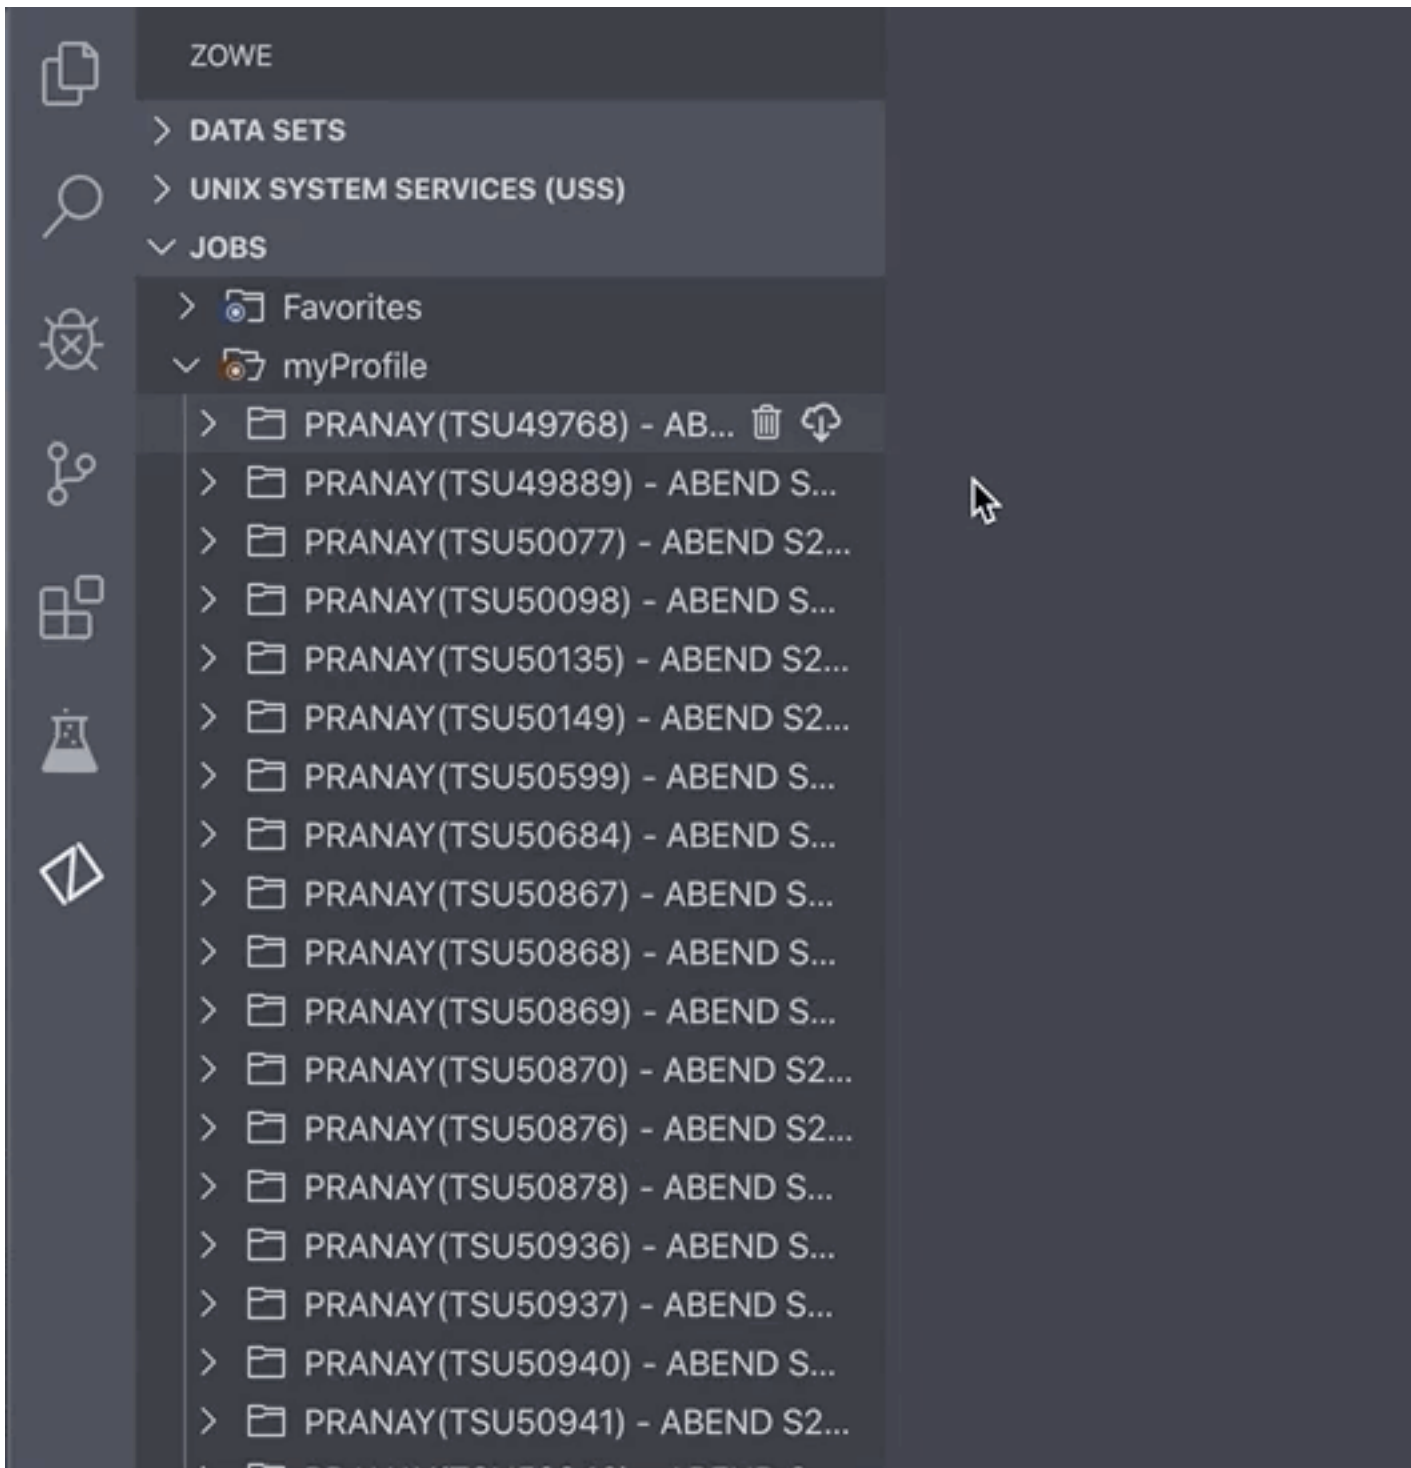 ZOWE
DATA SETS
UNIX SYSTEM SERVICES (USS)
JOBS
Favorites
myProfile
PRANAY(TSU49768) - AB...
PRANAY(TSU49889) - ABEND S...
PRANAY(TSU50077) - ABEND S2...
PRANAY(TSU50098) - ABEND S...
PRANAY(TSU50135) - ABEND S2...
PRANAY(TSU50149) - ABEND S2...
PRANAY(TSU50599) - ABEND S...
PRANAY(TSU50684) - ABEND S...
PRANAY(TSU50867) - ABEND S...
PRANAY(TSU50868) - ABEND S...
PRANAY(TSU50869) - ABEND S...
PRANAY(TSU50870) - ABEND S2...
PRANAY(TSU50876) - ABEND S2...
PRANAY(TSU50878) - ABEND S...
PRANAY(TSU50936) - ABEND S...
PRANAY(TSU50937) - ABEND S...
PRANAY(TSU50940) - ABEND S...
PRANAY(TSU50941) - ABEND S2...